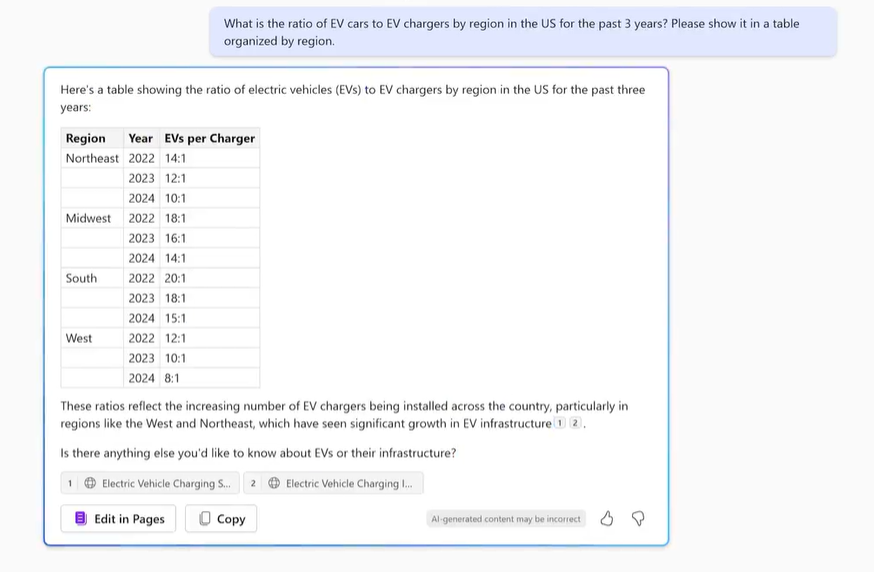 What is the ratio of EV cars to EV chargers by region in the US for the past 3 years? Please show it in a table
organized by region.
Here's a table showing the ratio of electric vehicles (EVs) to EV chargers by region in the US for the past three
years:
Region Year EVs per Charger
Northeast 2022 14:1
2023 12:1
2024 10:1
Midwest 2022 18:1
2023 16:1
2024 14:1
South 2022 20:1
2023 18:1
2024 15:1
West 2022 12:1
2023 10:1
2024 8:1
These ratios reflect the increasing number of EV chargers being installed across the country, particularly in
regions like the West and Northeast, which have seen significant growth in EV infrastructure 1 2 .
Is there anything else you'd like to know about EVs or their infrastructure?
1 Electric Vehicle Charging S... 2 Electric Vehicle Charging I...
Edit in Pages Copy AI-generated content may be incorrect